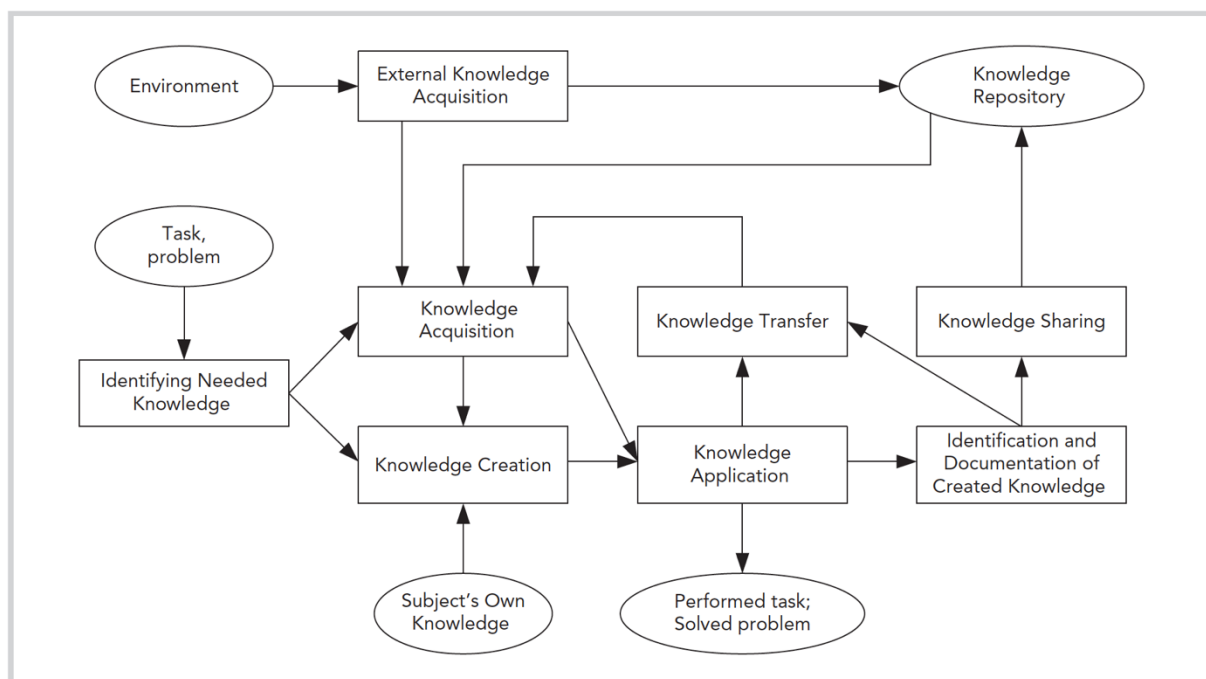 Environment
External Knowledge
Acquisition
Knowledge
Repository
Task,
problem
Knowledge
Acquisition
Knowledge Transfer
Knowledge Sharing
Identifying Needed
Knowledge
Knowledge Creation
Knowledge
Application
Identification and
Documentation of
Created Knowledge
Subject's Own
Knowledge
Performed task;
Solved problem